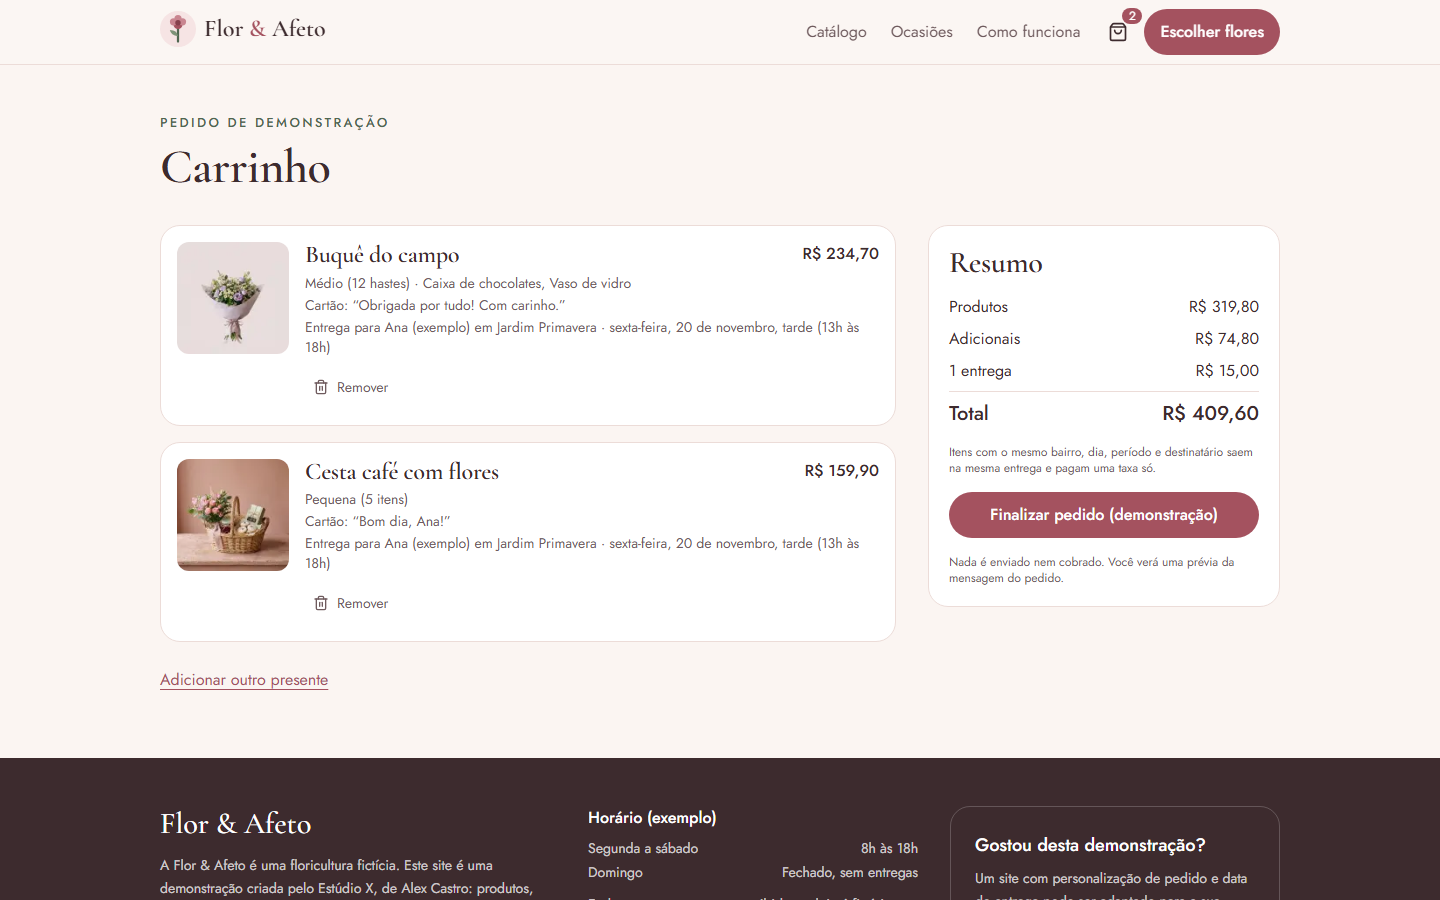 Flor & Afeto
Catálogo
Ocasiões
Como funciona
2
Escolher flores
PEDIDO DE DEMONSTRAÇÃO
Carrinho
Buquê do campo
R$ 234,70
Médio (12 hastes) · Caixa de chocolates, Vaso de vidro
Cartão: “Obrigada por tudo! Com carinho.”
Entrega para Ana (exemplo) em Jardim Primavera · sexta-feira, 20 de novembro, tarde (13h às
18h)
Remover
Cesta café com flores
R$ 159,90
Pequena (5 itens)
Cartão: “Bom dia, Ana!”
Entrega para Ana (exemplo) em Jardim Primavera · sexta-feira, 20 de novembro, tarde (13h às
18h)
Remover
Adicionar outro presente
Resumo
Produtos R$ 319,80
Adicionais R$ 74,80
1 entrega R$ 15,00
Total R$ 409,60
Itens com o mesmo bairro, dia, período e destinatário saem
na mesma entrega e pagam uma taxa só.
Finalizar pedido (demonstração)
Nada é enviado nem cobrado. Você verá uma prévia da
mensagem do pedido.
Flor & Afeto
A Flor & Afeto é uma floricultura fictícia. Este site é uma
demonstração criada pelo Estúdio X, de Alex Castro: produtos,
Horário (exemplo)
Segunda a sábado 8h às 18h
Domingo Fechado, sem entregas
Gostou desta demonstração?
Um site com personalização de pedido e data